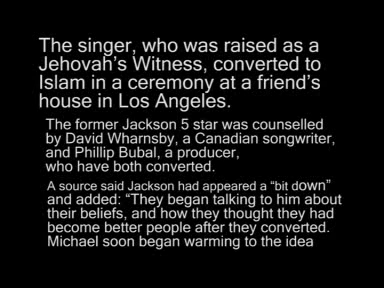 The singer, who was raised as a
Jehovah's Witness, converted to
Islam in a ceremony at a friend's
house in Los Angeles.
The former Jackson 5 star was counselled
by David Wharnsby, a Canadian songwriter,
and Phillip Bubal, a producer,
who have both converted.
A source said Jackson had appeared a “bit down”
and added: “They began talking to him about
their beliefs, and how they thought they had
become better people after they converted.
Michael soon began warming to the idea